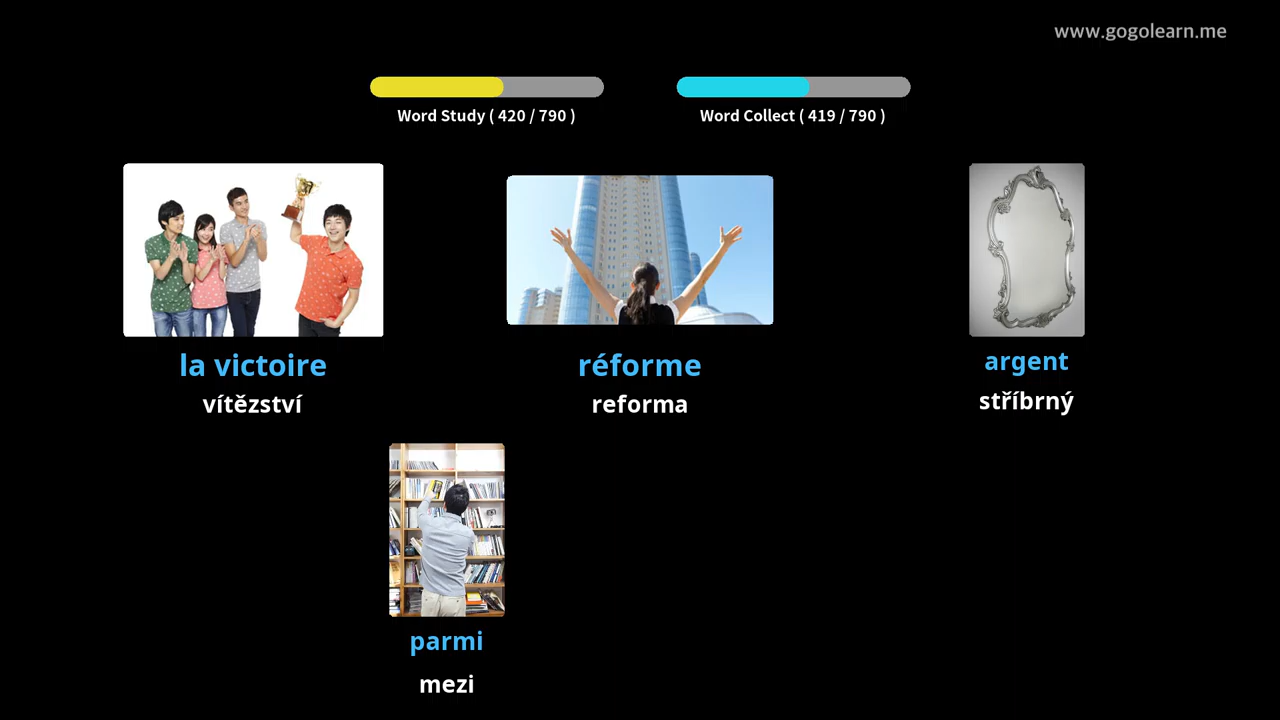 www.gogolearn.me
Word Study ( 420 / 790 )
Word Collect ( 419 / 790 )
la victoire
vítězství
réforme
reforma
argent
stříbrný
parmi
mezi